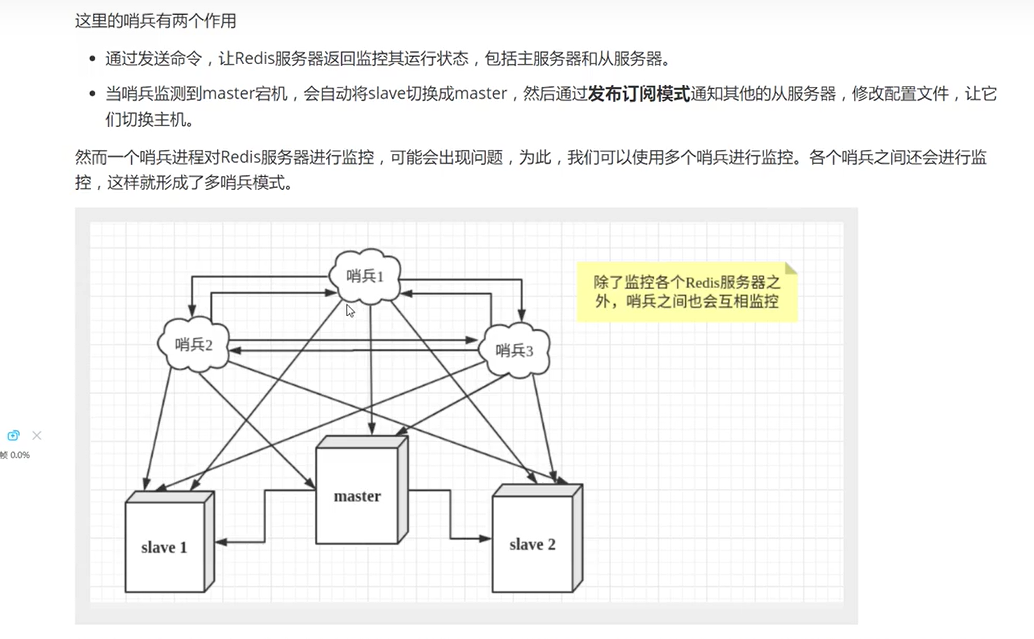 这里的哨兵有两个作用
通过发送命令，让Redis服务器返回监控其运行状态，包括主服务器和从服务器。
当哨兵监测到master宕机，会自动将slave切换成master，然后通过发布订阅模式通知其他的从服务器，修改配置文件，让它
们切换主机。
然而一个哨兵进程对Redis服务器进行监控，可能会出现问题，为此，我们可以使用多个哨兵进行监控。各个哨兵之间还会进行监
控，这样就形成了多哨兵模式。
哨兵1
除了监控各个Redis服务器之
外，哨兵之间也会互相监控
哨兵2
哨兵3
帧 0.0%
master
slave 1
slave 2